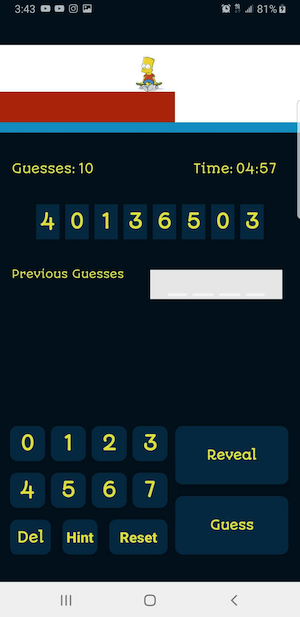 3:43 81%
Guesses: 10 Time: 04:57
4 0 1 3 6 5 0 3
Previous Guesses
0 1 2 3
Reveal
4 5 6 7
Guess
Del Hint Reset